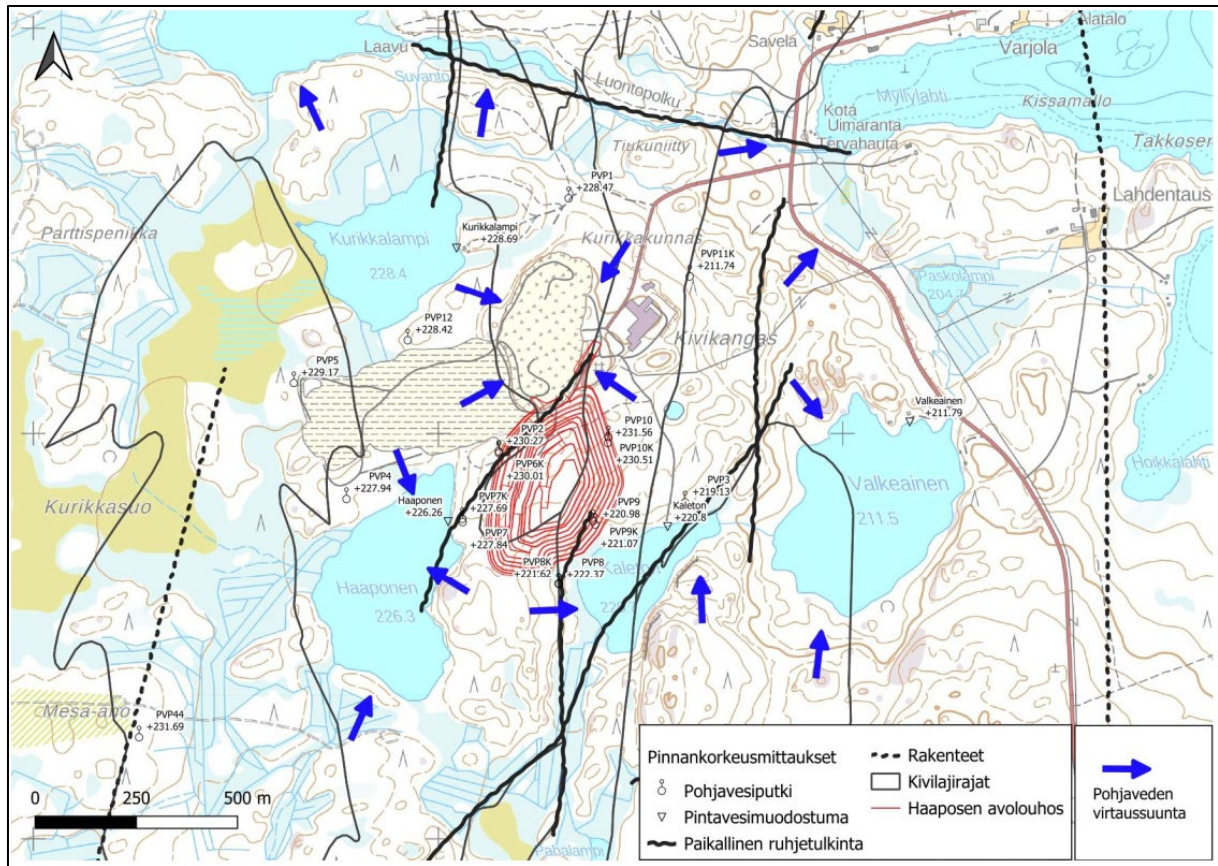 Laavu
Suvanto
Luontopolku
Savela
Alatalo
Varjola
Myllylahti
Kissamallo
Kota
Uimaranta
Tervahauta
Takkoser
Tiukuniitty
PVP1
+228.47
Lahdentaus
Parttispenikka
Kurikkalampi
228.4
Kurikkalampi
+228.69
Kurikkakunnas
PVP11K
+211.74
Paskolampi
PVP12
+228.42
Kivikangas
PVP5
+229.17
Valkeainen
+211.79
PVP2
+230.27
PVP10
+231.56
PVP6K
+230.01
PVP10K
+230.51
Hoikkalahti
PVP4
+227.94
Kurikkasuo
Haaponen
+226.26
PVP7K
+227.69
PVP9
+220.98
PVP3
+219.13
Kaleton
+220.8
Valkeainen
211.5
PVP7
+227.84
PVP9K
+221.07
PVP8K
+221.62
PVP8
+222.37
Haaponen
226.3
Mesa-aho
PVP44
+231.69
Pahalampi
0 250 500 m
Pinnankorkeusmittaukset
Pohjavesiputki
Pintavesimuodostuma
Paikallinen ruhjetulkinta
Rakenteet
Kivilajirajat
Haaposen avolouhos
Pohjaveden
virtaussuunta